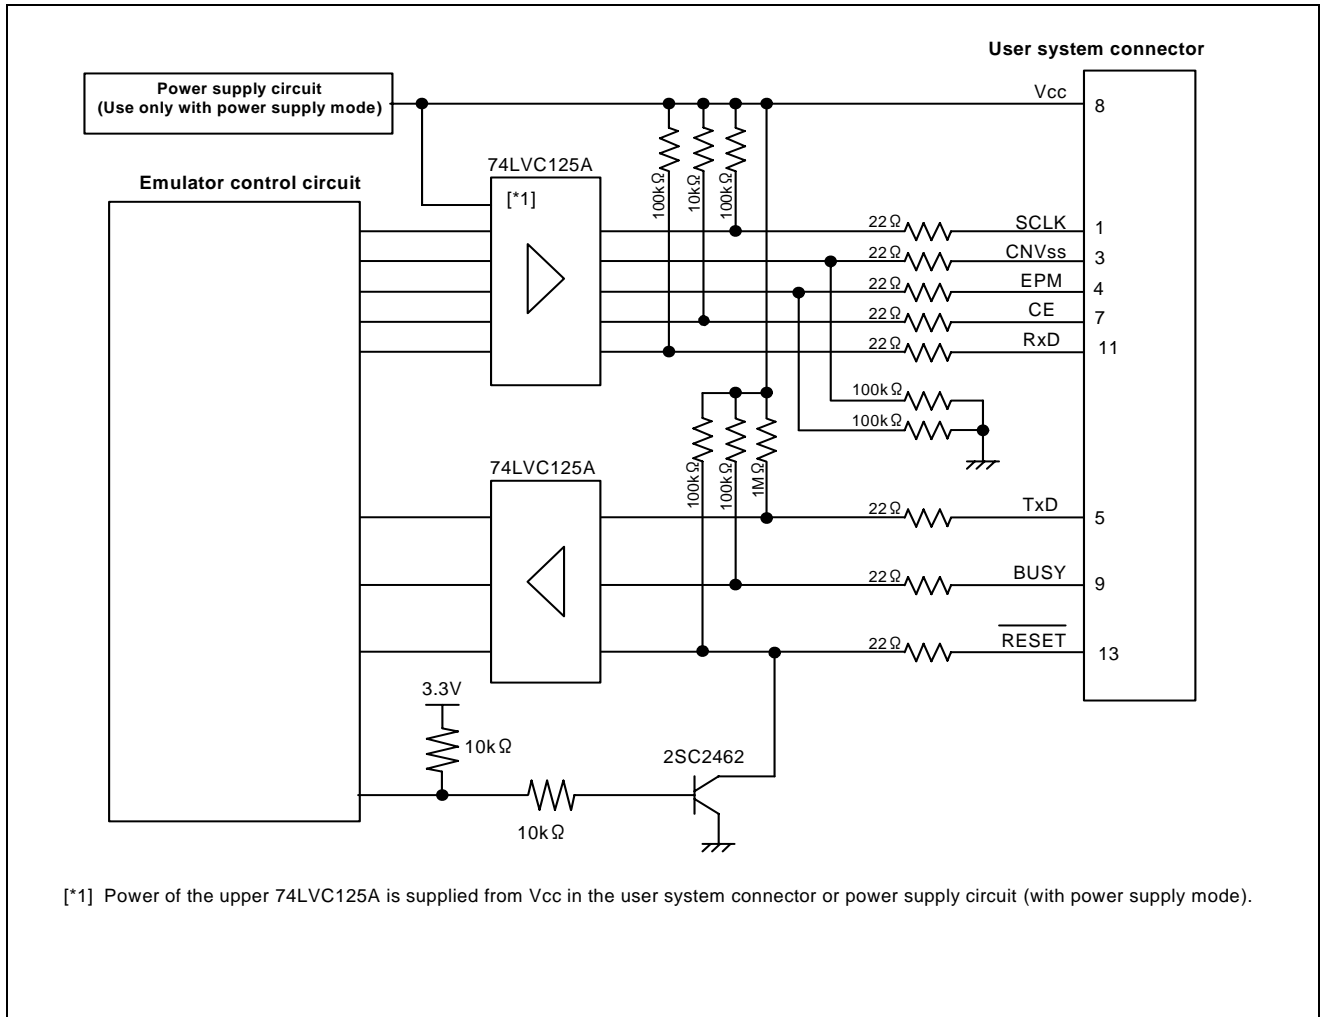 User system connector
Power supply circuit
(Use only with power supply mode)
Vcc
8
74LVC125A
Emulator control circuit
[*1]
100kΩ
10kΩ
100kΩ
22Ω
SCLK
1
22Ω
CNVss
3
22Ω
EPM
4
22Ω
CE
7
22Ω
RxD
11
100kΩ
100kΩ
74LVC125A
100kΩ
100kΩ
1MΩ
22Ω
TxD
5
22Ω
BUSY
9
22Ω
RESET
13
3.3V
10kΩ
2SC2462
10kΩ
[*1] Power of the upper 74LVC125A is supplied from Vcc in the user system connector or power supply circuit (with power supply mode).